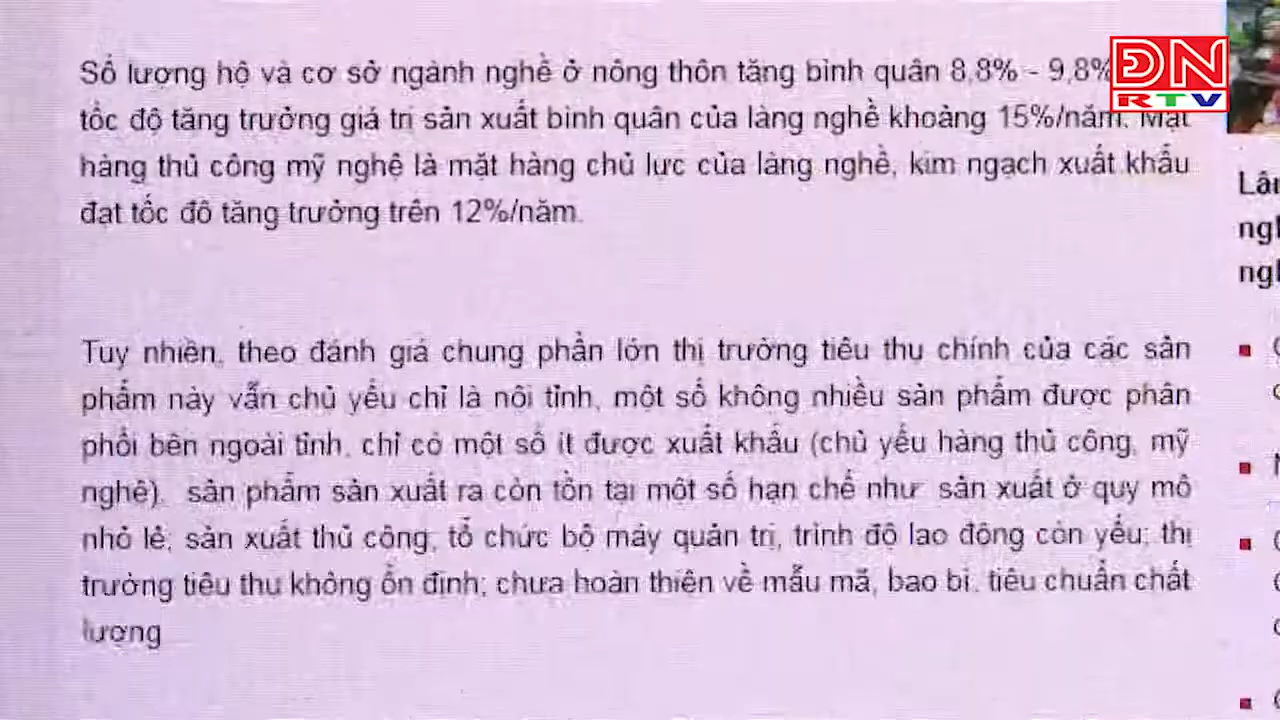 Số lượng hộ và cơ sở ngành nghề ở nông thôn tăng bình quân 8,8% - 9,8%
tốc độ tăng trưởng giá trị sản xuất bình quân của làng nghề khoảng 15%/năm. Mặt
hàng thủ công mỹ nghệ là mặt hàng chủ lực của làng nghề, kim ngạch xuất khẩu
đạt tốc độ tăng trưởng trên 12%/năm.
Tuy nhiên, theo đánh giá chung phần lớn thị trường tiêu thụ chính của các sản
phẩm này vẫn chủ yếu chỉ là nội tỉnh, một số không nhiều sản phẩm được phân
phối bên ngoài tỉnh, chỉ có một số ít được xuất khẩu (chủ yếu hàng thủ công, mỹ
nghệ), sản phẩm sản xuất ra còn tồn tại một số hạn chế như: sản xuất ở quy mô
nhỏ lẻ; sản xuất thủ công; tổ chức bộ máy quản trị, trình độ lao động còn yếu; thị
trường tiêu thụ không ổn định; chưa hoàn thiện về mẫu mã, bao bì, tiêu chuẩn chất
lượng
ĐN
RTV